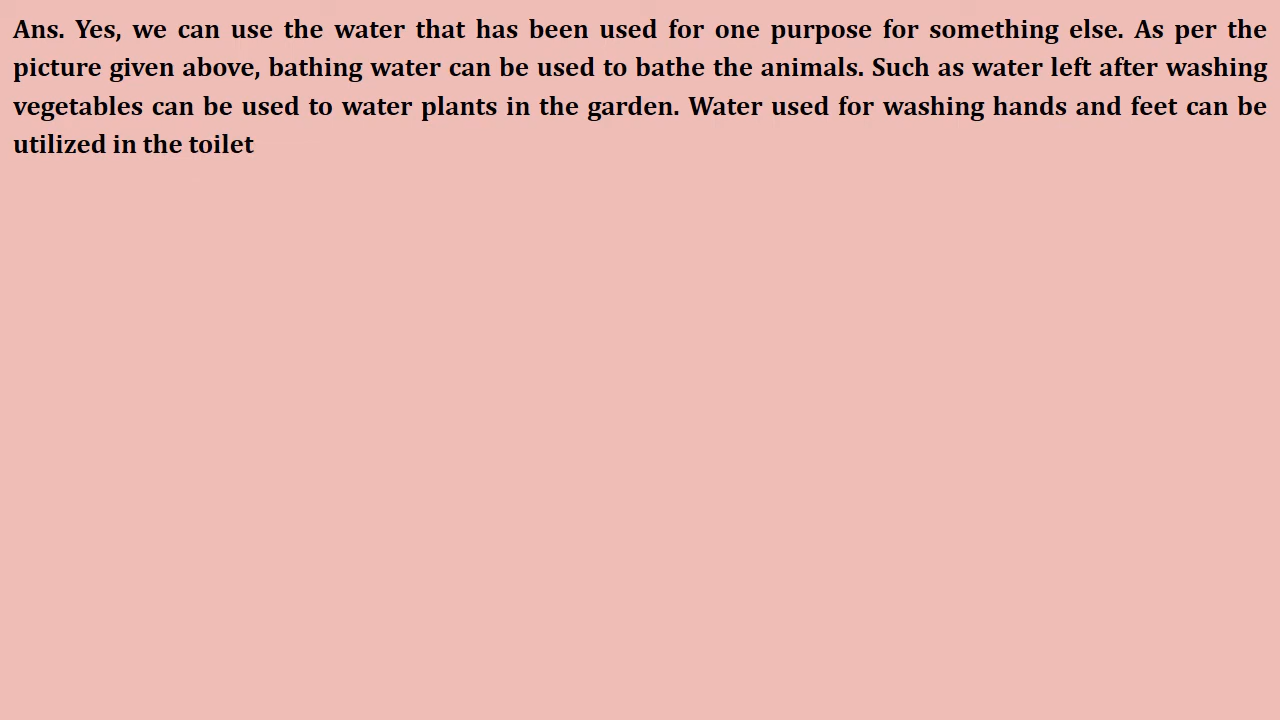 Ans. Yes, we can use the water that has been used for one purpose for something else. As per the
picture given above, bathing water can be used to bathe the animals. Such as water left after washing
vegetables can be used to water plants in the garden. Water used for washing hands and feet can be
utilized in the toilet